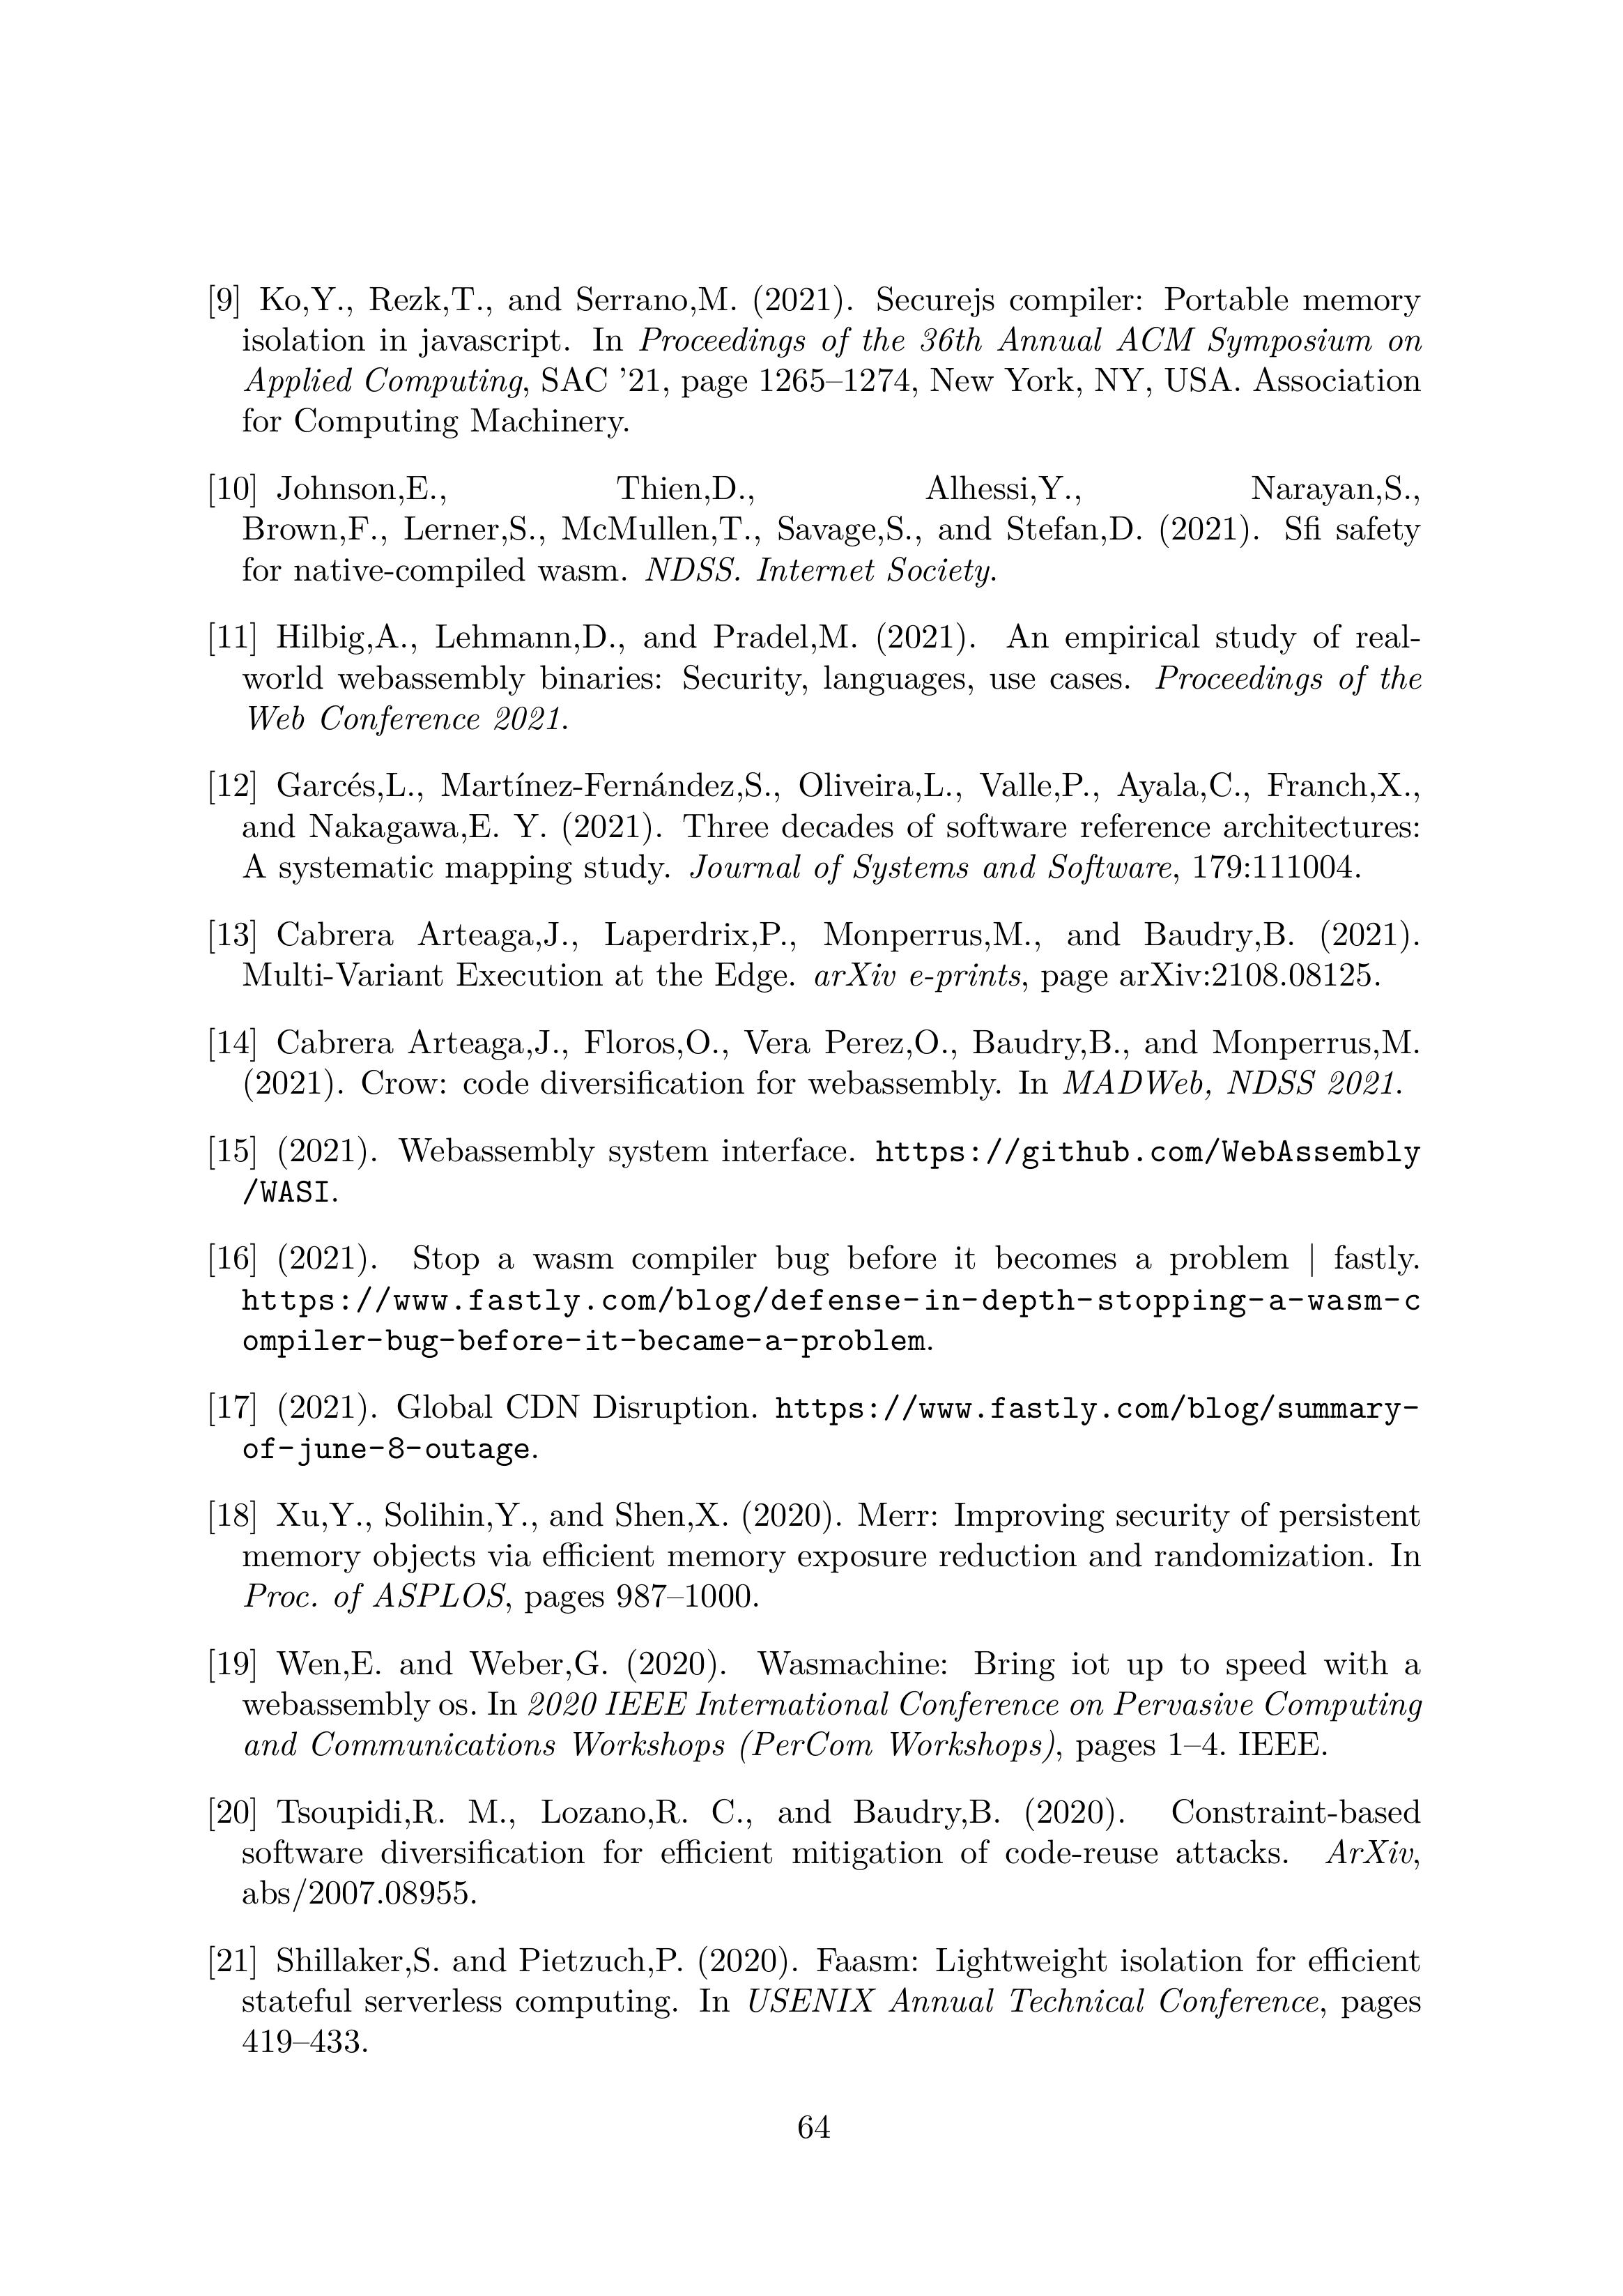 [9] Ko,Y., Rezk,T., and Serrano,M. (2021). Securejs compiler: Portable memory
isolation in javascript. In Proceedings of the 36th Annual ACM Symposium on
Applied Computing, SAC ’21, page 1265–1274, New York, NY, USA. Association
for Computing Machinery.
[10] Johnson,E., Thien,D., Alhessi,Y., Narayan,S.,
Brown,F., Lerner,S., McMullen,T., Savage,S., and Stefan,D. (2021). Sfi safety
for native-compiled wasm. NDSS. Internet Society.
[11] Hilbig,A., Lehmann,D., and Pradel,M. (2021). An empirical study of real-
world webassembly binaries: Security, languages, use cases. Proceedings of the
Web Conference 2021.
[12] Garcés,L., Martínez-Fernández,S., Oliveira,L., Valle,P., Ayala,C., Franch,X.,
and Nakagawa,E. Y. (2021). Three decades of software reference architectures:
A systematic mapping study. Journal of Systems and Software, 179:111004.
[13] Cabrera Arteaga,J., Laperdrix,P., Monperrus,M., and Baudry,B. (2021).
Multi-Variant Execution at the Edge. arXiv e-prints, page arXiv:2108.08125.
[14] Cabrera Arteaga,J., Floros,O., Vera Perez,O., Baudry,B., and Monperrus,M.
(2021). Crow: code diversification for webassembly. In MADWeb, NDSS 2021.
[15] (2021). Webassembly system interface. https://github.com/WebAssembly
/WASI.
[16] (2021). Stop a wasm compiler bug before it becomes a problem | fastly.
https://www.fastly.com/blog/defense-in-depth-stopping-a-wasm-c
ompiler-bug-before-it-became-a-problem.
[17] (2021). Global CDN Disruption. https://www.fastly.com/blog/summary-
of-june-8-outage.
[18] Xu,Y., Solihin,Y., and Shen,X. (2020). Merr: Improving security of persistent
memory objects via efficient memory exposure reduction and randomization. In
Proc. of ASPLOS, pages 987–1000.
[19] Wen,E. and Weber,G. (2020). Wasmachine: Bring iot up to speed with a
webassembly os. In 2020 IEEE International Conference on Pervasive Computing
and Communications Workshops (PerCom Workshops), pages 1–4. IEEE.
[20] Tsoupidi,R. M., Lozano,R. C., and Baudry,B. (2020). Constraint-based
software diversification for efficient mitigation of code-reuse attacks. ArXiv,
abs/2007.08955.
[21] Shillaker,S. and Pietzuch,P. (2020). Faasm: Lightweight isolation for efficient
stateful serverless computing. In USENIX Annual Technical Conference, pages
419–433.
64